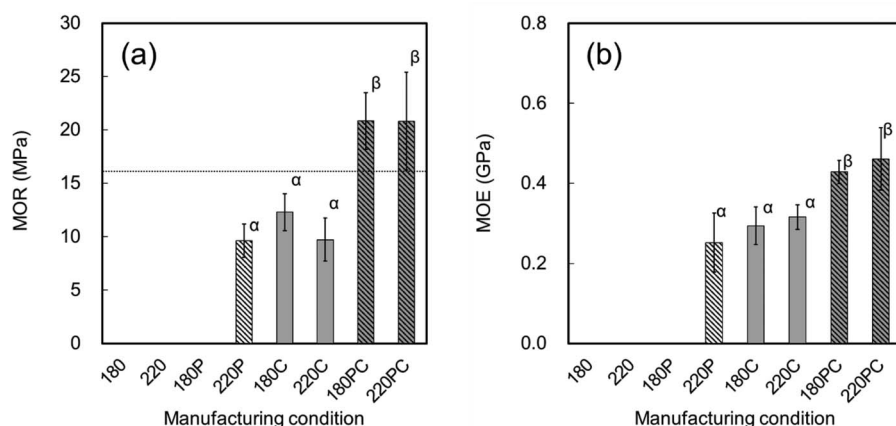 (a)
MOR (MPa)
30
25
20
15
10
5
0
α
α
α
β
β
180
220
180P
220P
180C
220C
180PC
220PC
Manufacturing condition
(b)
MOE (GPa)
0.8
0.6
0.4
0.2
0.0
α
α
α
β
β
180
220
180P
220P
180C
220C
180PC
220PC
Manufacturing condition